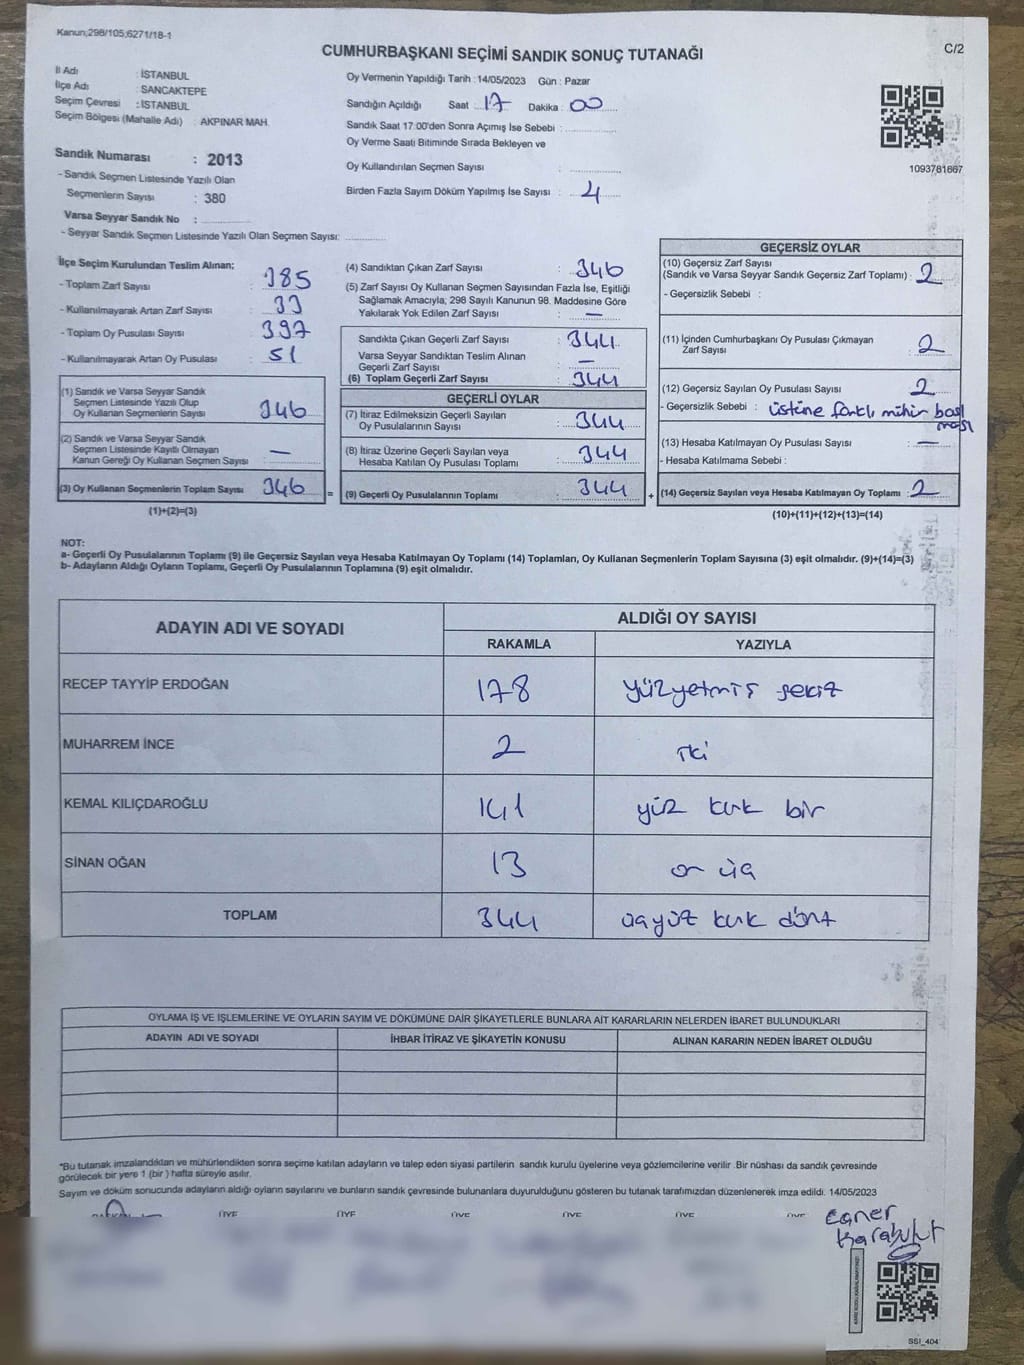 Kanun;298/105;6271/18-1
C/2
CUMHURBAŞKANI SEÇİMİ SANDIK SONUÇ TUTANAĞI
İl Adı : İSTANBUL
İlçe Adı : SANCAKTEPE
Seçim Çevresi : İSTANBUL
Seçim Bölgesi (Mahalle Adı) : AKPINAR MAH.
Sandık Numarası : 2013
- Sandık Seçmen Listesinde Yazılı Olan
Seçmenlerin Sayısı : 380
Varsa Seyyar Sandık No :
- Seyyar Sandık Seçmen Listesinde Yazılı Olan Seçmen Sayısı:
Oy Vermenin Yapıldığı Tarih : 14/05/2023 Gün : Pazar
Sandığın Açıldığı Saat : 17 Dakika : 00
Sandık Saat 17:00'den Sonra Açımış İse Sebebi :
Oy Verme Saati Bitiminde Sırada Bekleyen ve
Oy Kullandırılan Seçmen Sayısı :
Birden Fazla Sayım Döküm Yapılmış İse Sayısı : 4
1093781667
İlçe Seçim Kurulundan Teslim Alınan;
- Toplam Zarf Sayısı : 385
- Kullanılmayarak Artan Zarf Sayısı : 33
- Toplam Oy Pusulası Sayısı : 397
- Kullanılmayarak Artan Oy Pusulası : 51
(1) Sandık ve Varsa Seyyar Sandık
Seçmen Listesinde Yazılı Olup
Oy Kullanan Seçmenlerin Sayısı : 346
(2) Sandık ve Varsa Seyyar Sandık
Seçmen Listesinde Kayıtlı Olmayan
Kanun Gereği Oy Kullanan Seçmen Sayısı : —
(3) Oy Kullanan Seçmenlerin Toplam Sayısı : 346
(1)+(2)=(3)
(4) Sandıktan Çıkan Zarf Sayısı : 346
(5) Zarf Sayısı Oy Kullanan Seçmen Sayısından Fazla İse, Eşitliği
Sağlamak Amacıyla, 298 Sayılı Kanunun 98. Maddesine Göre
Yakılarak Yok Edilen Zarf Sayısı : —
Sandıkta Çıkan Geçerli Zarf Sayısı : 344
Varsa Seyyar Sandıktan Teslim Alınan
Geçerli Zarf Sayısı : —
(6) Toplam Geçerli Zarf Sayısı : 344
GEÇERLİ OYLAR
(7) İtiraz Edilmeksizin Geçerli Sayılan
Oy Pusulalarının Sayısı : 344
(8) İtiraz Üzerine Geçerli Sayılan veya
Hesaba Katılan Oy Pusulası Toplamı : 344
= (9) Geçerli Oy Pusulalarının Toplamı : 344 +
GEÇERSİZ OYLAR
(10) Geçersiz Zarf Sayısı
(Sandık ve Varsa Seyyar Sandık Geçersiz Zarf Toplamı) : 2
- Geçersizlik Sebebi :
(11) İçinden Cumhurbaşkanı Oy Pusulası Çıkmayan
Zarf Sayısı : 2
(12) Geçersiz Sayılan Oy Pusulası Sayısı : 2
- Geçersizlik Sebebi : üstüne farklı mühür basıl
ması
(13) Hesaba Katılmayan Oy Pusulası Sayısı : —
- Hesaba Katılmama Sebebi :
(14) Geçersiz Sayılan veya Hesaba Katılmayan Oy Toplamı : 2
(10)+(11)+(12)+(13)=(14)
NOT:
a- Geçerli Oy Pusulalarının Toplamı (9) ile Geçersiz Sayılan veya Hesaba Katılmayan Oy Toplamı (14) Toplamları, Oy Kullanan Seçmenlerin Toplam Sayısına (3) eşit olmalıdır. (9)+(14)=(3)
b- Adayların Aldığı Oyların Toplamı, Geçerli Oy Pusulalarının Toplamına (9) eşit olmalıdır.
ADAYIN ADI VE SOYADI ALDIĞI OY SAYISI
RAKAMLA YAZIYLA
RECEP TAYYİP ERDOĞAN 178 yüzyetmiş sekiz
MUHARREM İNCE 2 iki
KEMAL KILIÇDAROĞLU 141 yüz kırk bir
SİNAN OĞAN 13 on üç
TOPLAM 344 üçyüz kırk dört
OYLAMA İŞ VE İŞLEMLERİNE VE OYLARIN SAYIM VE DÖKÜMÜNE DAİR ŞİKAYETLERLE BUNLARA AİT KARARLARIN NELERDEN İBARET BULUNDUKLARI
ADAYIN ADI VE SOYADI İHBAR İTİRAZ VE ŞİKAYETİN KONUSU ALINAN KARARIN NEDEN İBARET OLDUĞU
*Bu tutanak imzalandıktan ve mühürlendikten sonra seçime katılan adayların ve talep eden siyasi partilerin sandık kurulu üyelerine veya gözlemcilerine verilir .Bir nüshası da sandık çevresinde
görülecek bir yere 1 (bir ) hafta süreyle asılır.
Sayım ve döküm sonucunda adayların aldığı oyların sayılarını ve bunların sandık çevresinde bulunanlara duyurulduğunu gösteren bu tutanak tarafımızdan düzenlenerek imza edildi. 14/05/2023
BAŞKAN ÜYE ÜYE ÜYE ÜYE ÜYE ÜYE
Caner
Karabulut
SSI_404